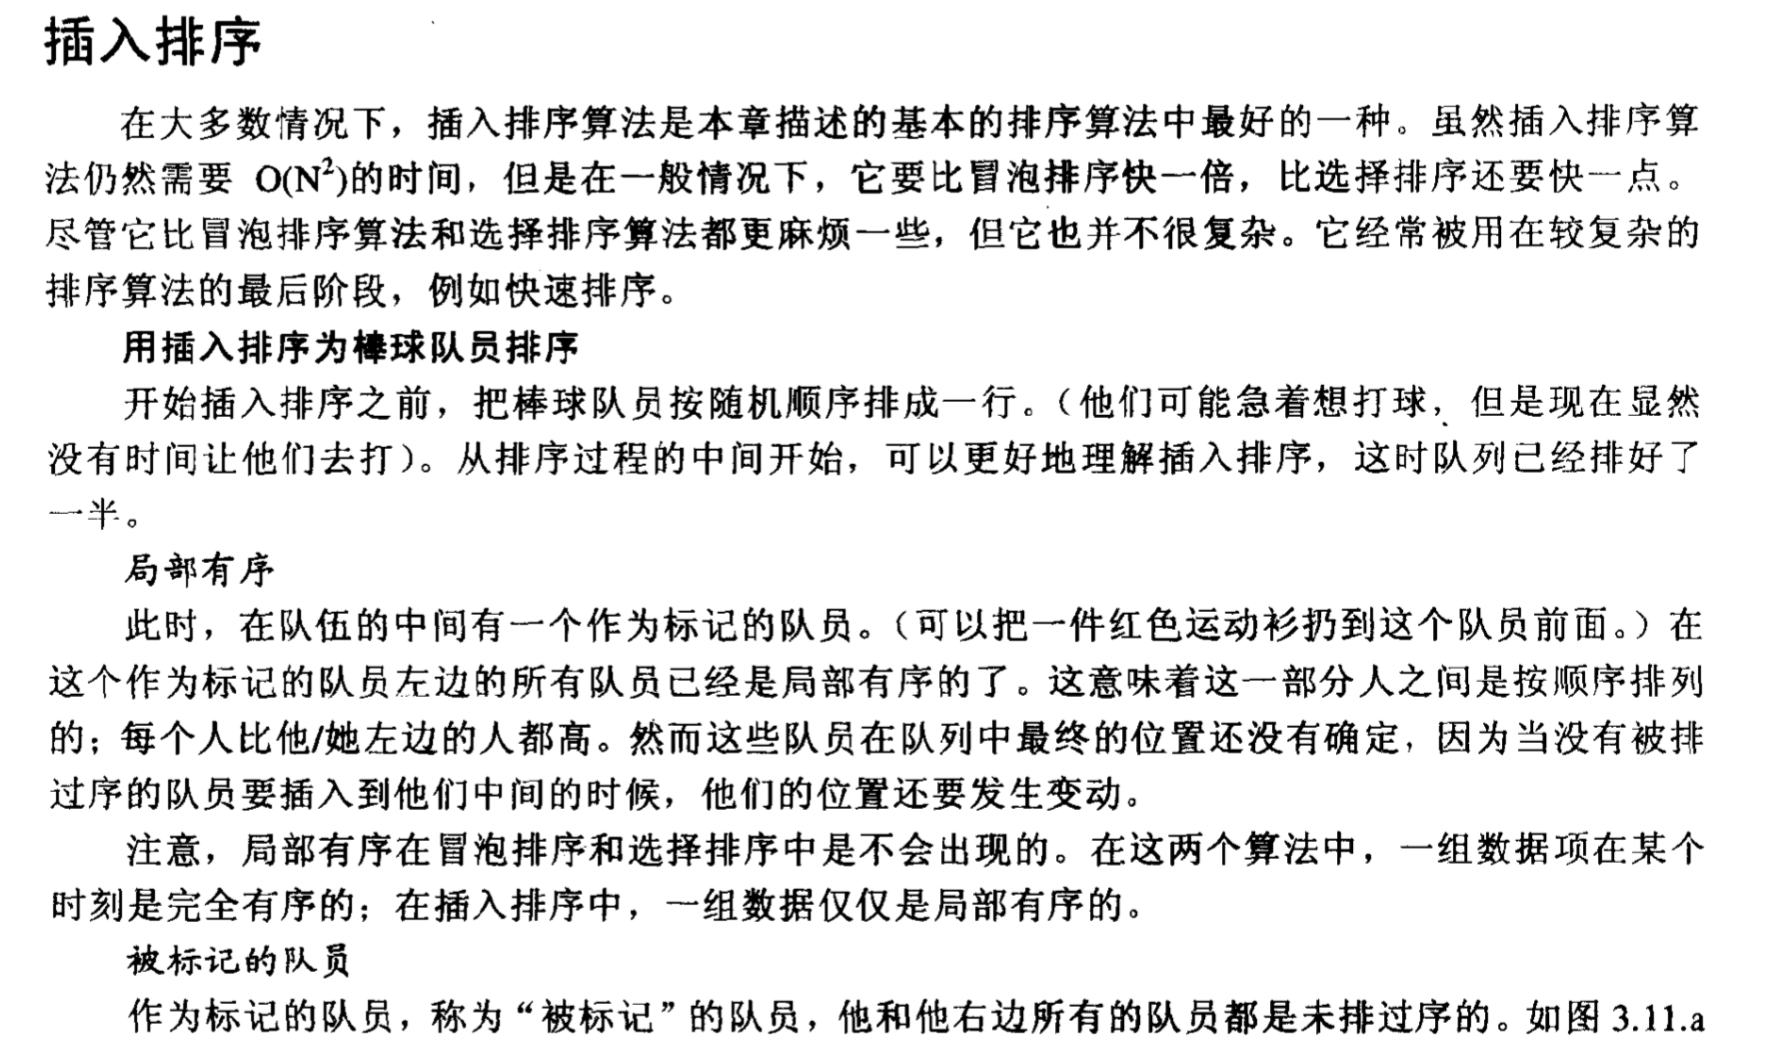 插入排序
在大多数情况下，插入排序算法是本章描述的基本的排序算法中最好的一种。虽然插入排序算
法仍然需要 O(N²)的时间，但是在一般情况下，它要比冒泡排序快一倍，比选择排序还要快一点。
尽管它比冒泡排序算法和选择排序算法都更麻烦一些，但它也并不很复杂。它经常被用在较复杂的
排序算法的最后阶段，例如快速排序。
用插入排序为棒球队员排序
开始插入排序之前，把棒球队员按随机顺序排成一行。（他们可能急着想打球，但是现在显然
没有时间让他们去打）。从排序过程的中间开始，可以更好地理解插入排序，这时队列已经排好了
一半。
局部有序
此时，在队伍的中间有一个作为标记的队员。（可以把一件红色运动衫扔到这个队员前面。）在
这个作为标记的队员左边的所有队员已经是局部有序的了。这意味着这一部分人之间是按顺序排列
的；每个人比他/她左边的人都高。然而这些队员在队列中最终的位置还没有确定，因为当没有被排
过序的队员要插入到他们中间的时候，他们的位置还要发生变动。
注意，局部有序在冒泡排序和选择排序中是不会出现的。在这两个算法中，一组数据项在某个
时刻是完全有序的；在插入排序中，一组数据仅仅是局部有序的。
被标记的队员
作为标记的队员，称为“被标记”的队员，他和他右边所有的队员都是未排过序的。如图 3.11.a